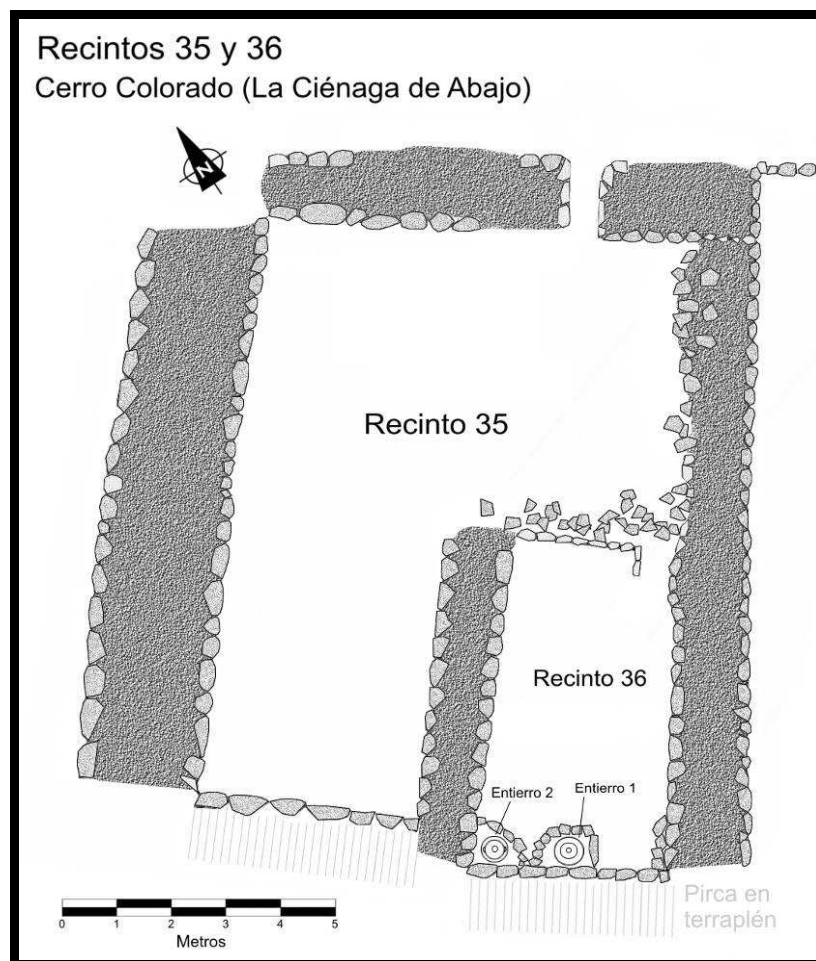 Recintos 35 y 36
Cerro Colorado (La Ciénaga de Abajo)
N
Recinto 35
Recinto 36
Entierro 2
Entierro 1
Pirca en
terraplén
0 1 2 3 4 5
Metros